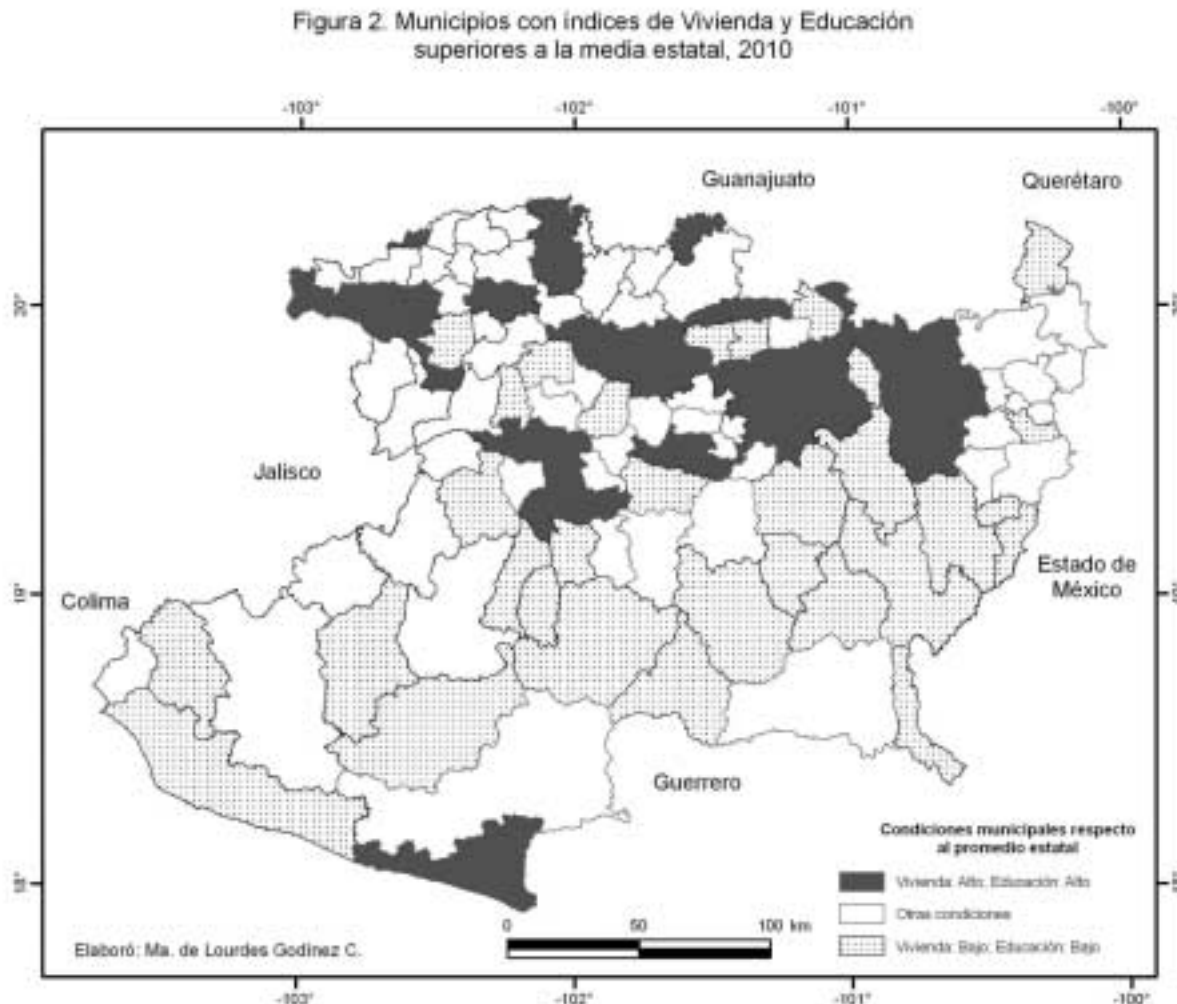 Figura 2. Municipios con índices de Vivienda y Educación
superiores a la media estatal, 2010
-103° -102° -101° -100°
Guanajuato Querétaro
20° 20°
Jalisco
19° 19°
Colima
Estado de
México
Guerrero
18° 18°
Condiciones municipales respecto
al promedio estatal
Vivienda: Alto; Educación: Alto
Otras condiciones
Vivienda: Bajo; Educación: Bajo
0 50 100 km
Elaboró: Ma. de Lourdes Godínez C.
-103° -102° -101° -100°